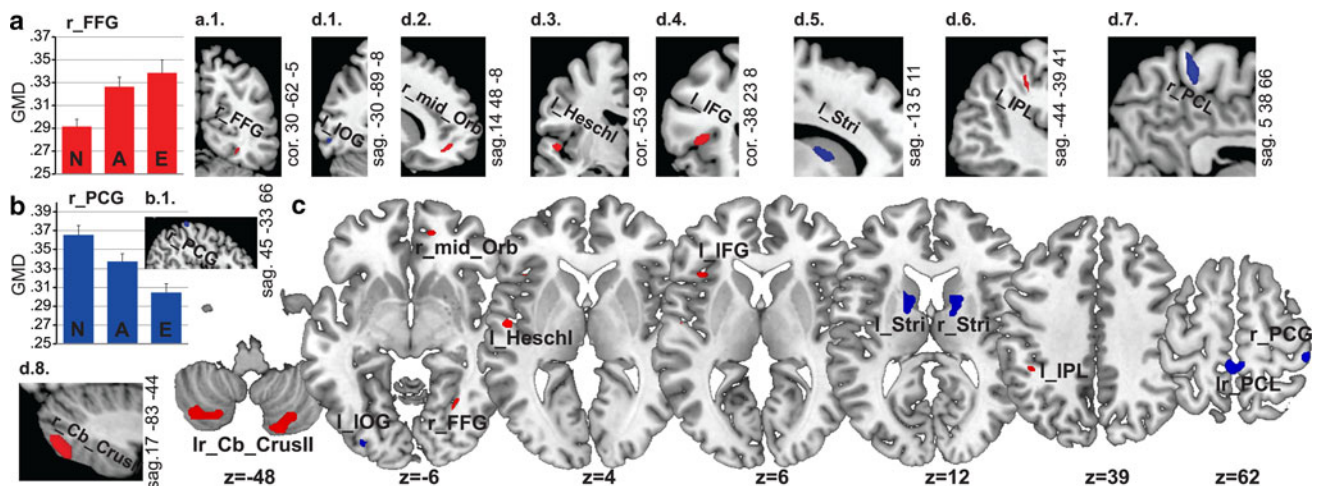 a
r_FFG
GMD
.37
.35
.33
.31
.29
.27
.25
N A E
a.1.
r_FFG
cor. 30 -62 -5
d.1.
l_IOG
sag. -30 -89 -8
d.2.
r_mid_Orb
sag.14 48 -8
d.3.
l_Heschl
cor. -53 -9 3
d.4.
l_IFG
cor. -38 23 8
d.5.
l_Stri
sag. -13 5 11
d.6.
l_IPL
sag. -44 -39 41
d.7.
r_PCL
sag. 5 38 66
b
r_PCG
GMD
.39
.37
.35
.33
.31
.29
.27
.25
N A E
b.1.
PCG
sag. 45 -33 66
c
lr_Cb_CrusII
z=-48
r_mid_Orb
l_IOG
r_FFG
z=-6
l_Heschl
z=4
l_IFG
z=6
l_Stri
r_Stri
z=12
l_IPL
z=39
r_PCG
lr_PCL
z=62
d.8.
r_Cb_CrusI
sag.17 -83 -44